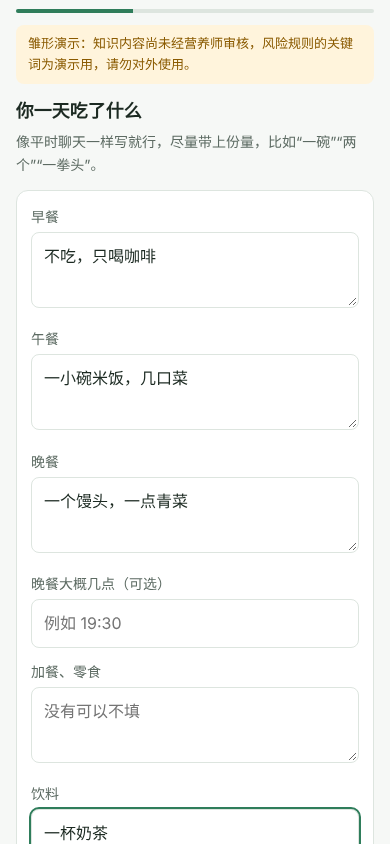 雏形演示：知识内容尚未经营养师审核，风险规则的关键
词为演示用，请勿对外使用。
你一天吃了什么
像平时聊天一样写就行，尽量带上份量，比如“一碗”“两
个”“一拳头”。
早餐
不吃，只喝咖啡
午餐
一小碗米饭，几口菜
晚餐
一个馒头，一点青菜
晚餐大概几点（可选）
例如 19:30
加餐、零食
没有可以不填
饮料
一杯奶茶